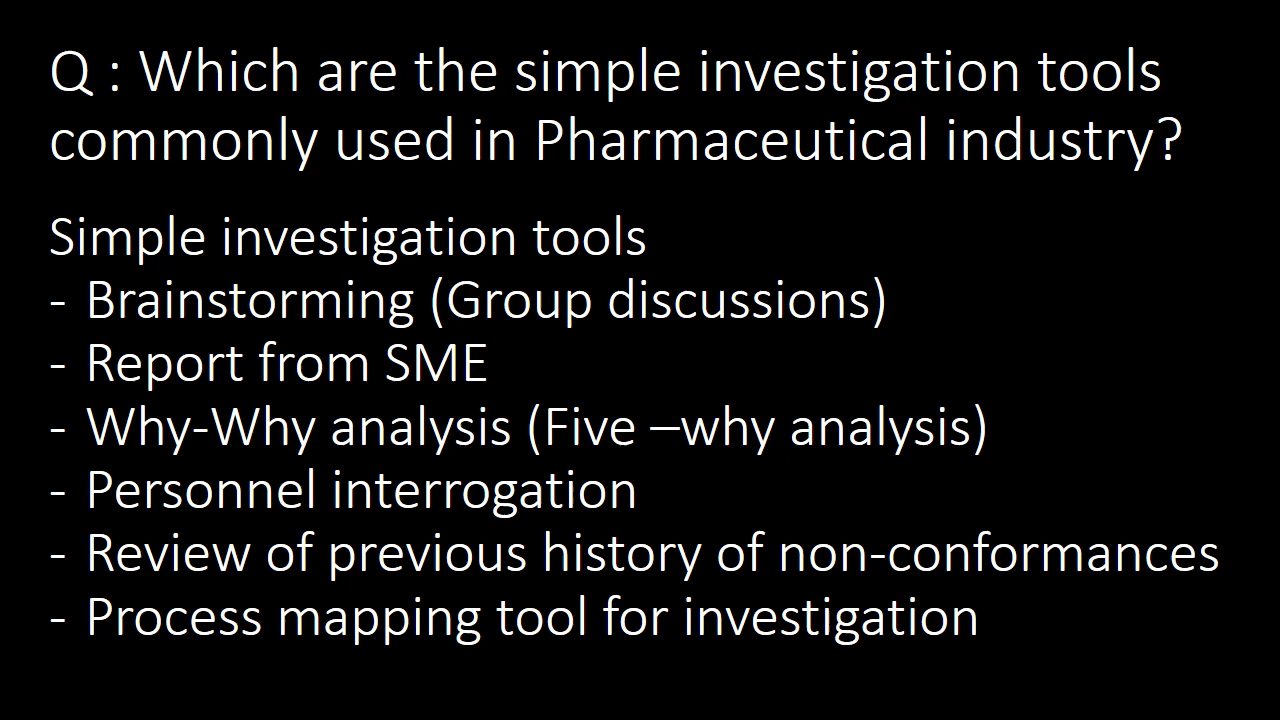 Q : Which are the simple investigation tools
commonly used in Pharmaceutical industry?
Simple investigation tools
- Brainstorming (Group discussions)
- Report from SME
- Why-Why analysis (Five –why analysis)
- Personnel interrogation
- Review of previous history of non-conformances
- Process mapping tool for investigation